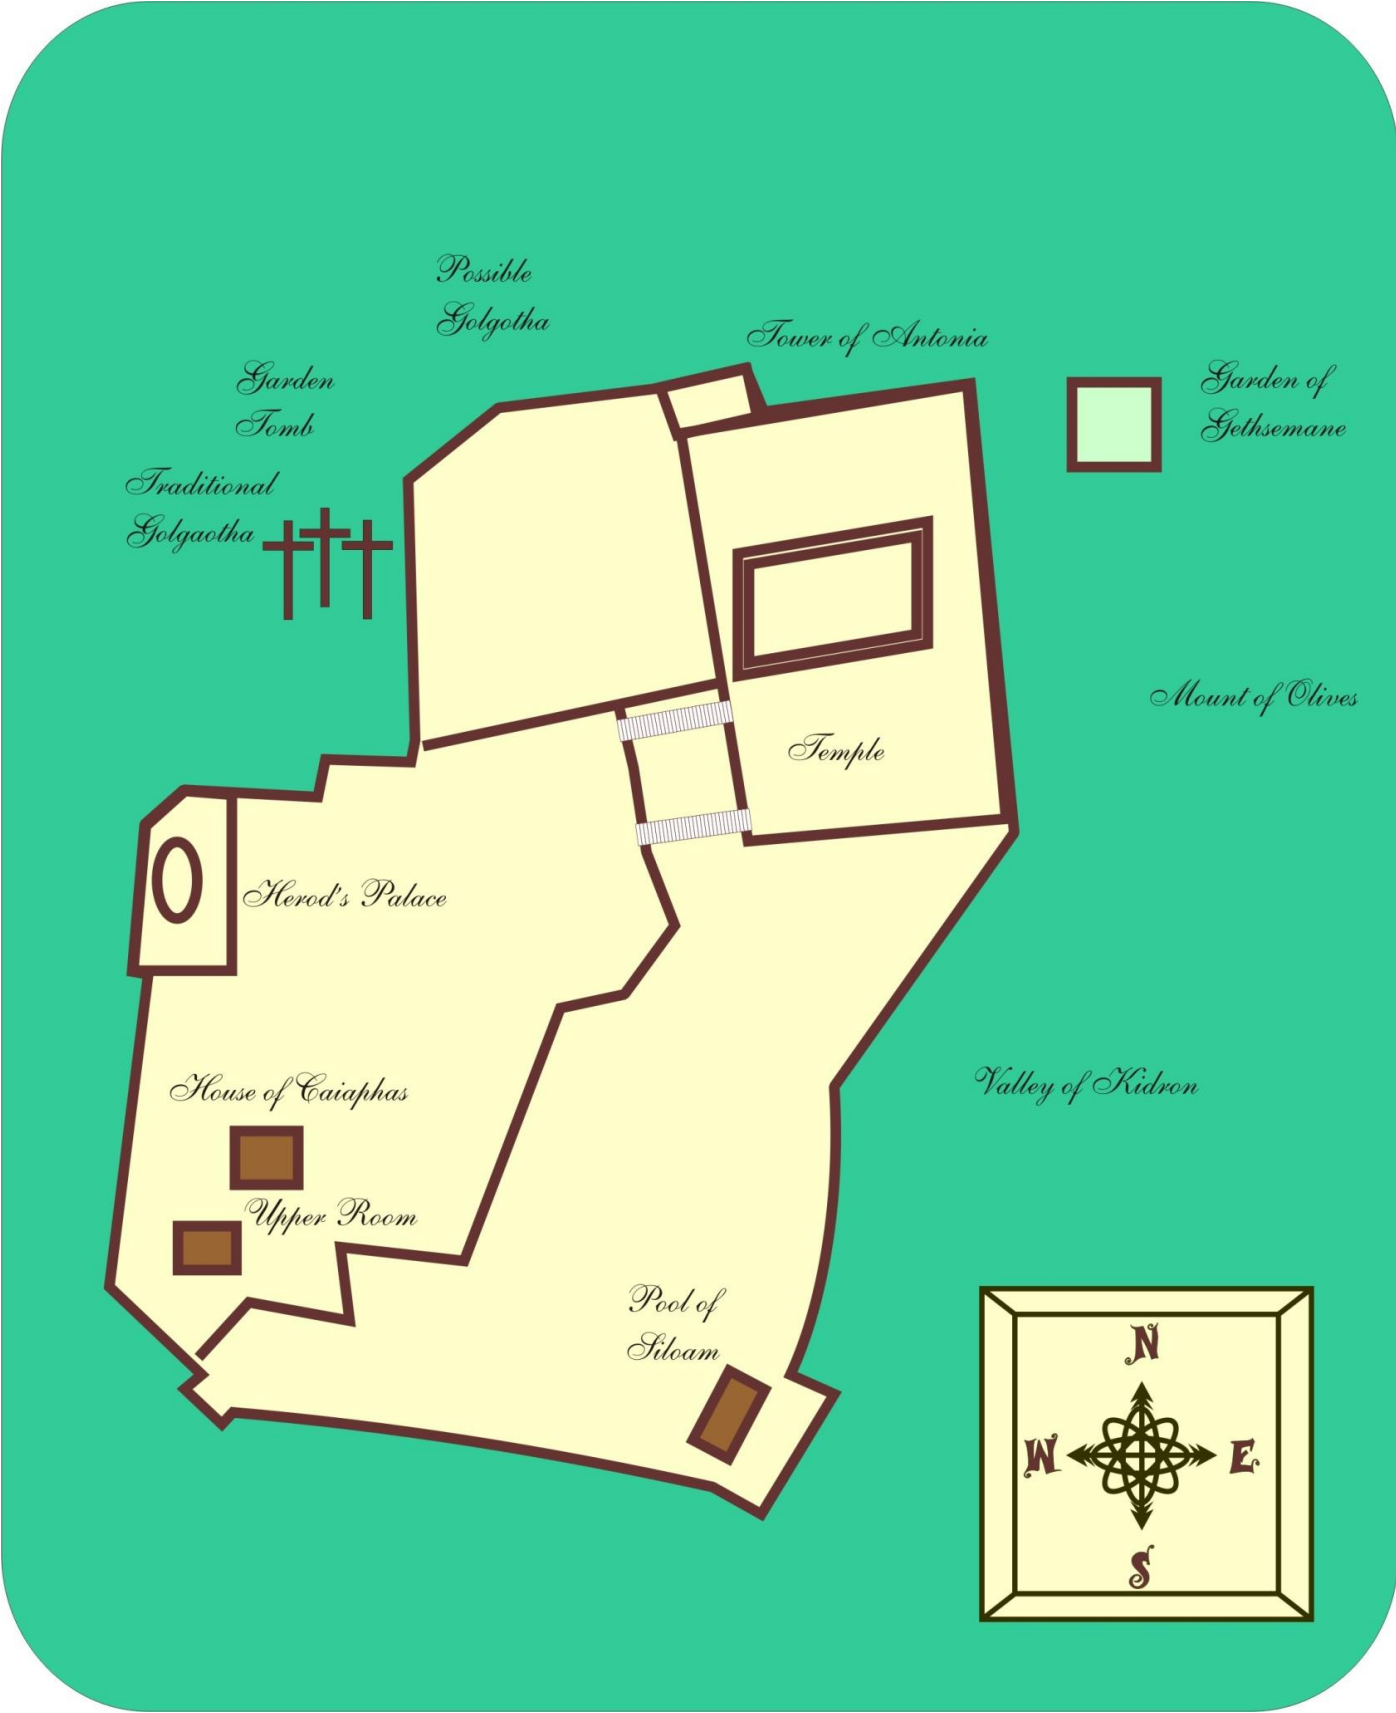 Possible
Golgotha
Tower of Antonia
Garden
Tomb
Garden of
Gethsemane
Traditional
Golgaotha
Mount of Olives
Temple
Herod's Palace
House of Caiaphas
Valley of Kidron
Upper Room
Pool of
Siloam
N
W E
S